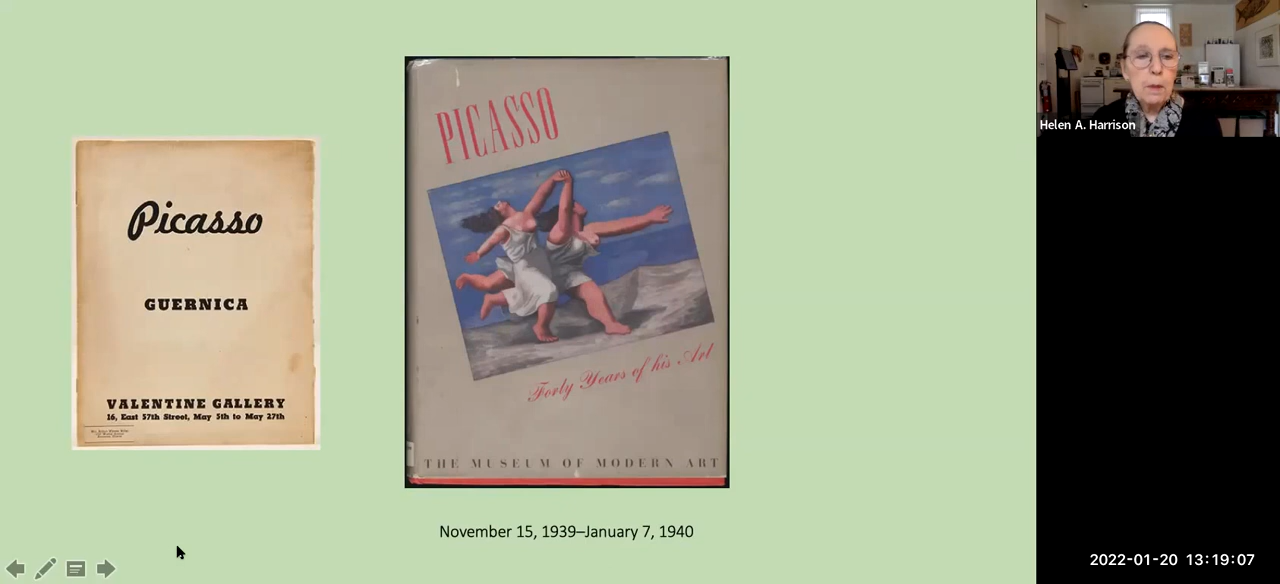 Picasso
GUERNICA
VALENTINE GALLERY
16, East 57th Street, May 5th to May 27th
PICASSO
Forty Years of his Art
THE MUSEUM OF MODERN ART
November 15, 1939–January 7, 1940
Helen A. Harrison
2022-01-20 13:19:07